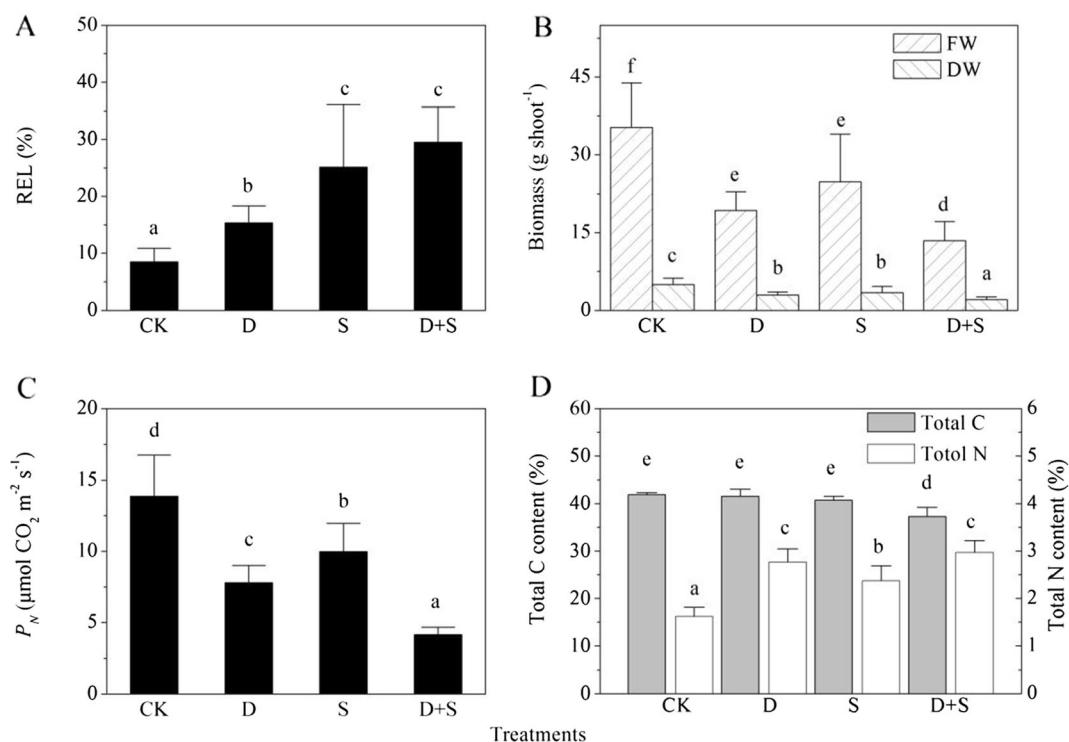 A
50
40
30
20
10
0
REL (%)
a
b
c
c
CK D S D+S
B
45
30
15
0
Biomass (g shoot⁻¹)
FW
DW
f
c
e
b
e
b
d
a
CK D S D+S
C
20
15
10
5
0
P_N (μmol CO₂ m⁻² s⁻¹)
d
c
b
a
CK D S D+S
D
60
50
40
30
20
10
0
Total C content (%)
Total C
Totol N
e
a
e
c
e
b
d
c
6
5
4
3
2
1
0
Total N content (%)
CK D S D+S
Treatments